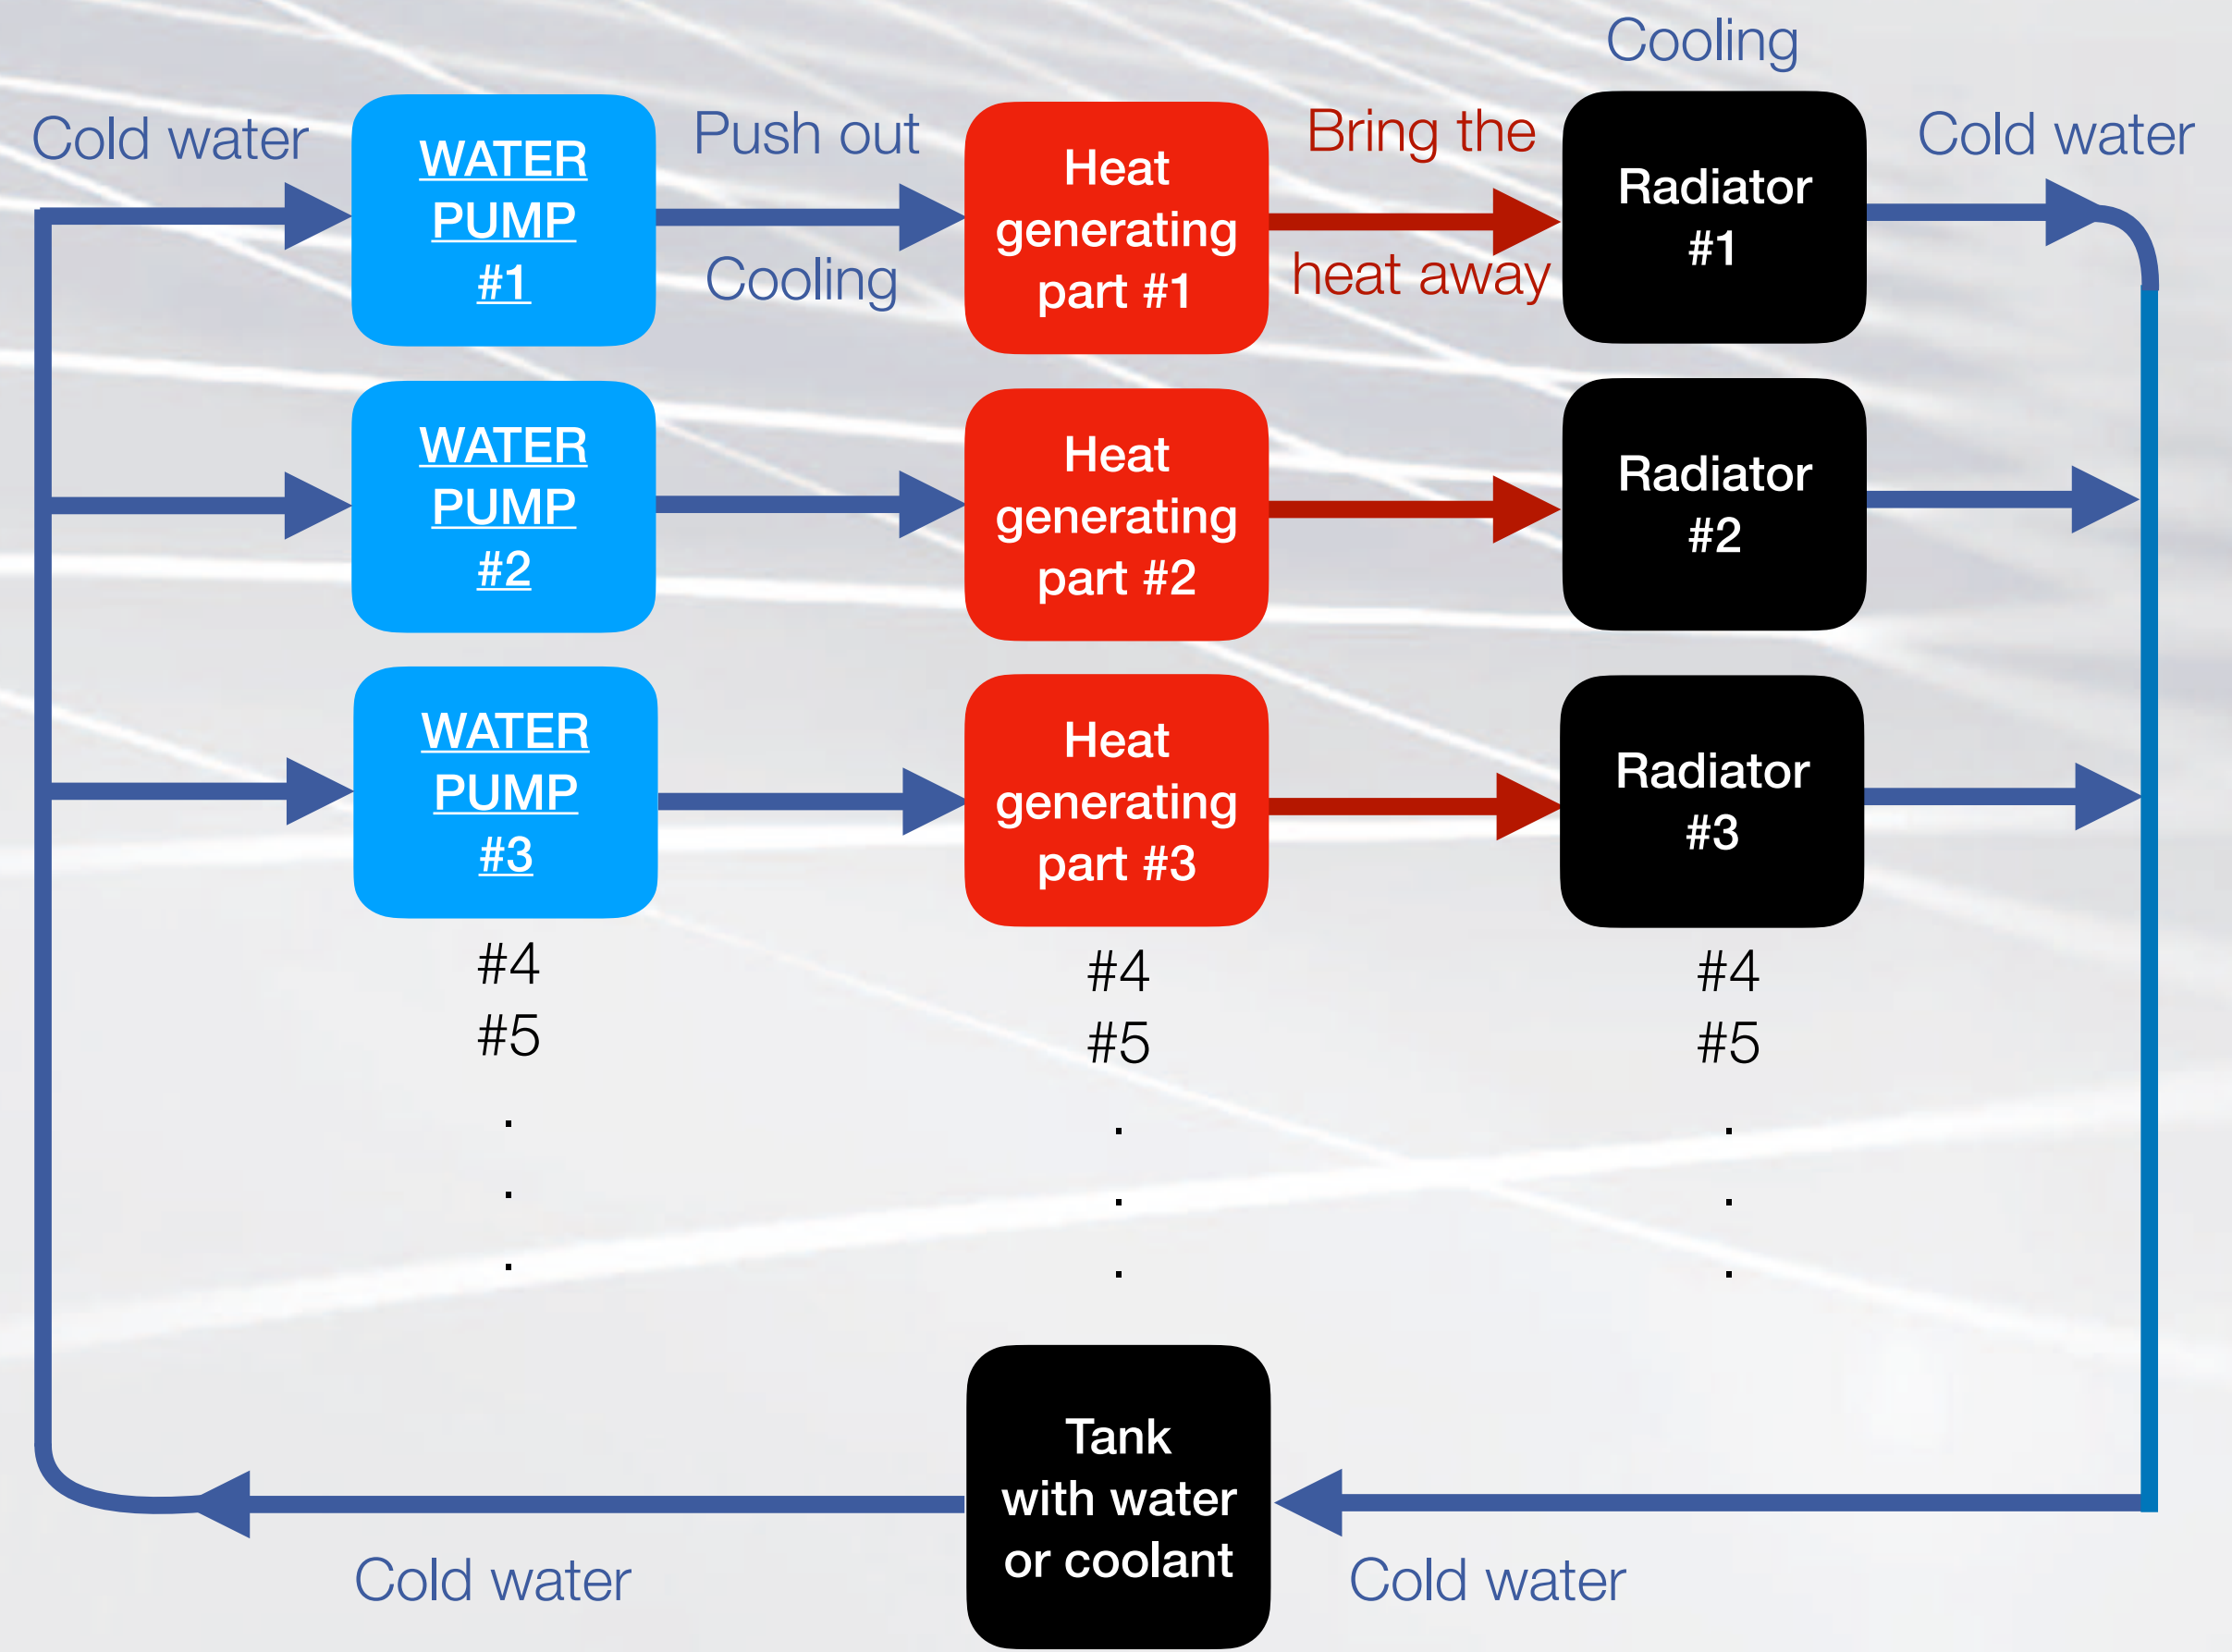 Cooling
Cold water
WATER
PUMP
#1
Push out
Cooling
Heat
generating
part #1
Bring the
heat away
Radiator
#1
Cold water
WATER
PUMP
#2
Heat
generating
part #2
Radiator
#2
WATER
PUMP
#3
Heat
generating
part #3
Radiator
#3
#4
#5
.
.
.
#4
#5
.
.
.
#4
#5
.
.
.
Tank
with water
or coolant
Cold water
Cold water